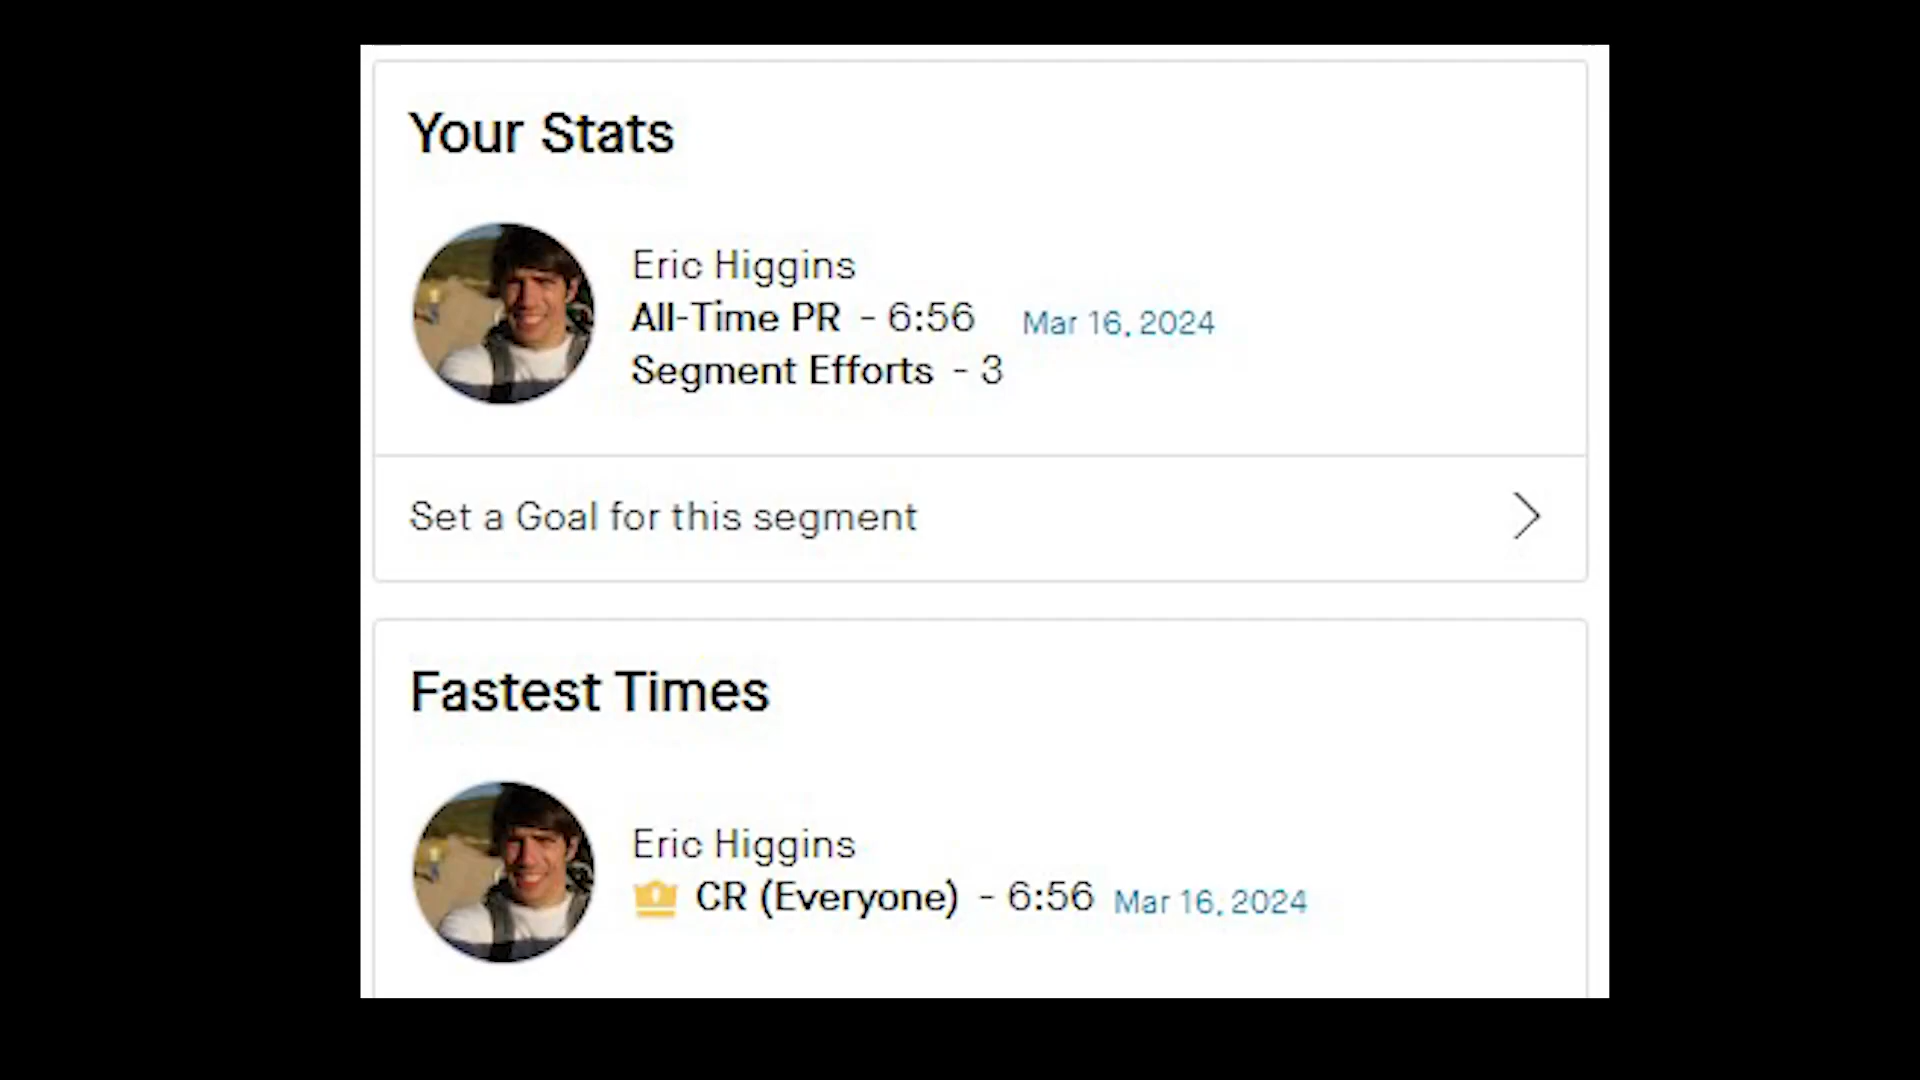 Your Stats
Eric Higgins
All-Time PR - 6:56 Mar 16, 2024
Segment Efforts - 3
Set a Goal for this segment
Fastest Times
Eric Higgins
CR (Everyone) - 6:56 Mar 16, 2024